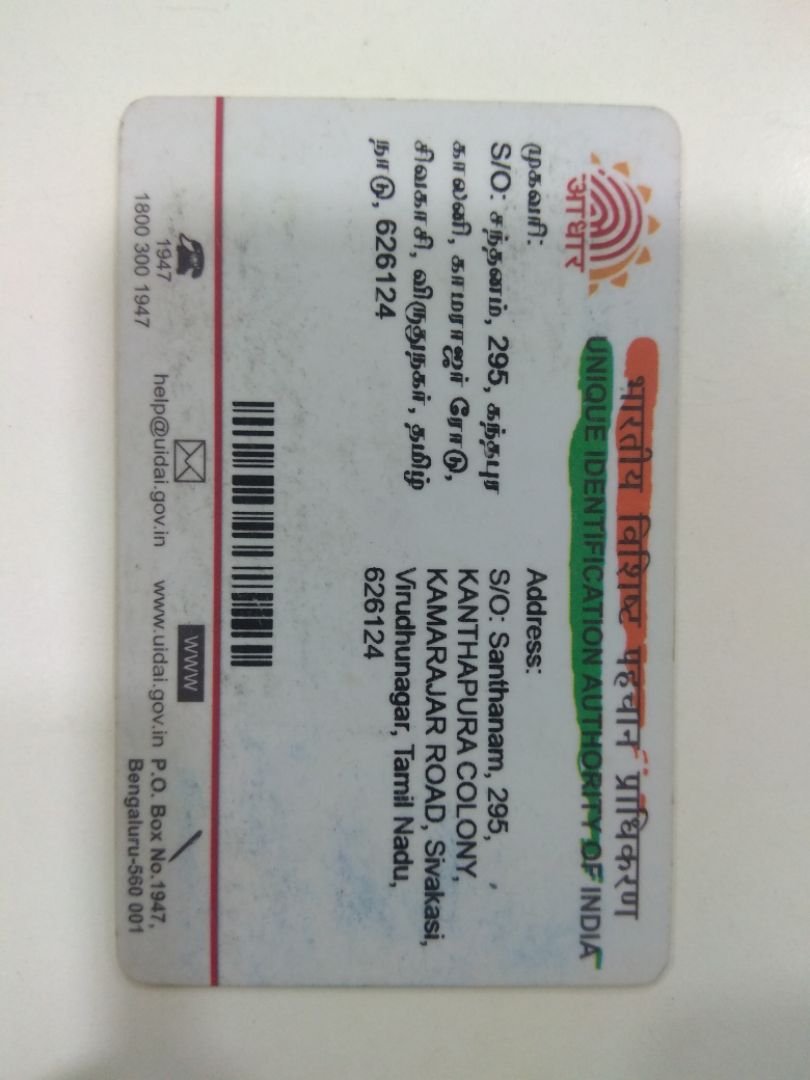 भारतीय विशिष्ट पहचान प्राधिकरण
UNIQUE IDENTIFICATION AUTHORITY OF INDIA
आधार
முகவரி:
S/O: சந்தனம், 295, கந்தபுர
காலனி, காமராஜர் ரோடு,
சிவகாசி, விருதுநகர், தமிழ்
நாடு, 626124
Address:
S/O: Santhanam, 295,
KANTHAPURA COLONY,
KAMARAJAR ROAD, Sivakasi,
Virudhunagar, Tamil Nadu,
626124
1947
1800 300 1947
help@uidai.gov.in
www
www.uidai.gov.in
P.O. Box No.1947,
Bengaluru-560 001